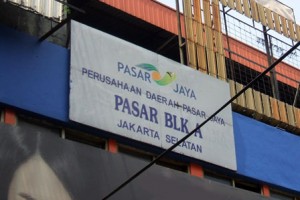 PASAR JAYA
PERUSAHAAN DAERAH PASAR JAYA
PASAR BLK A
JAKARTA SELATAN